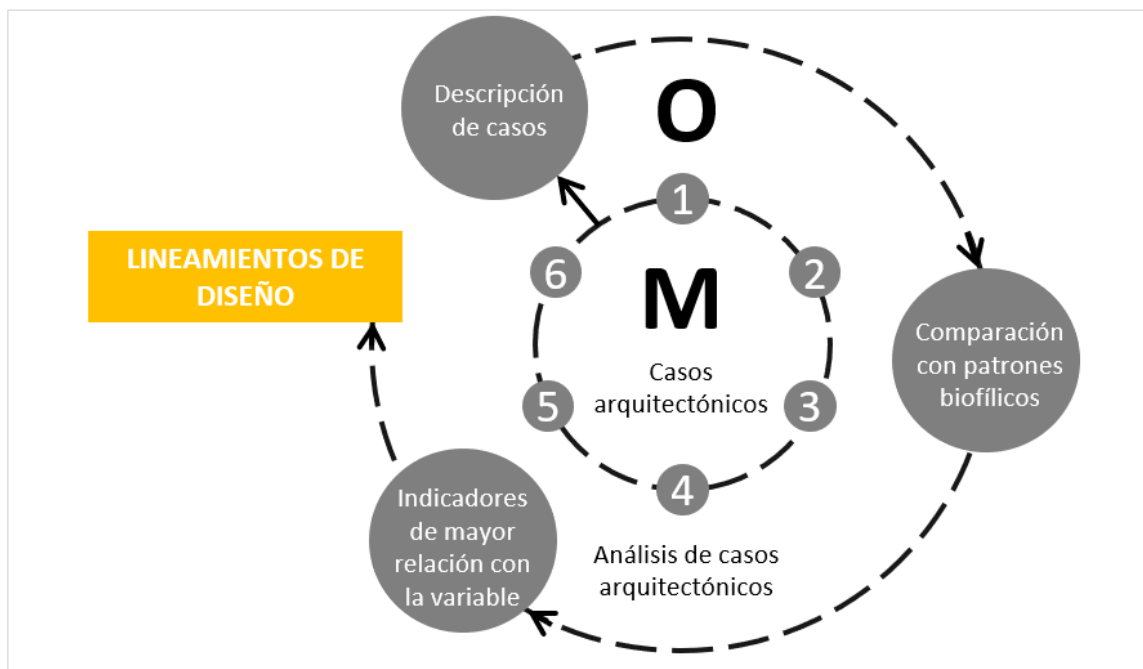 Descripción
de casos
O
1
2
3
4
5
6
M
Casos
arquitectónicos
LINEAMIENTOS DE
DISEÑO
Comparación
con patrones
biofílicos
Indicadores
de mayor
relación con
la variable
Análisis de casos
arquitectónicos